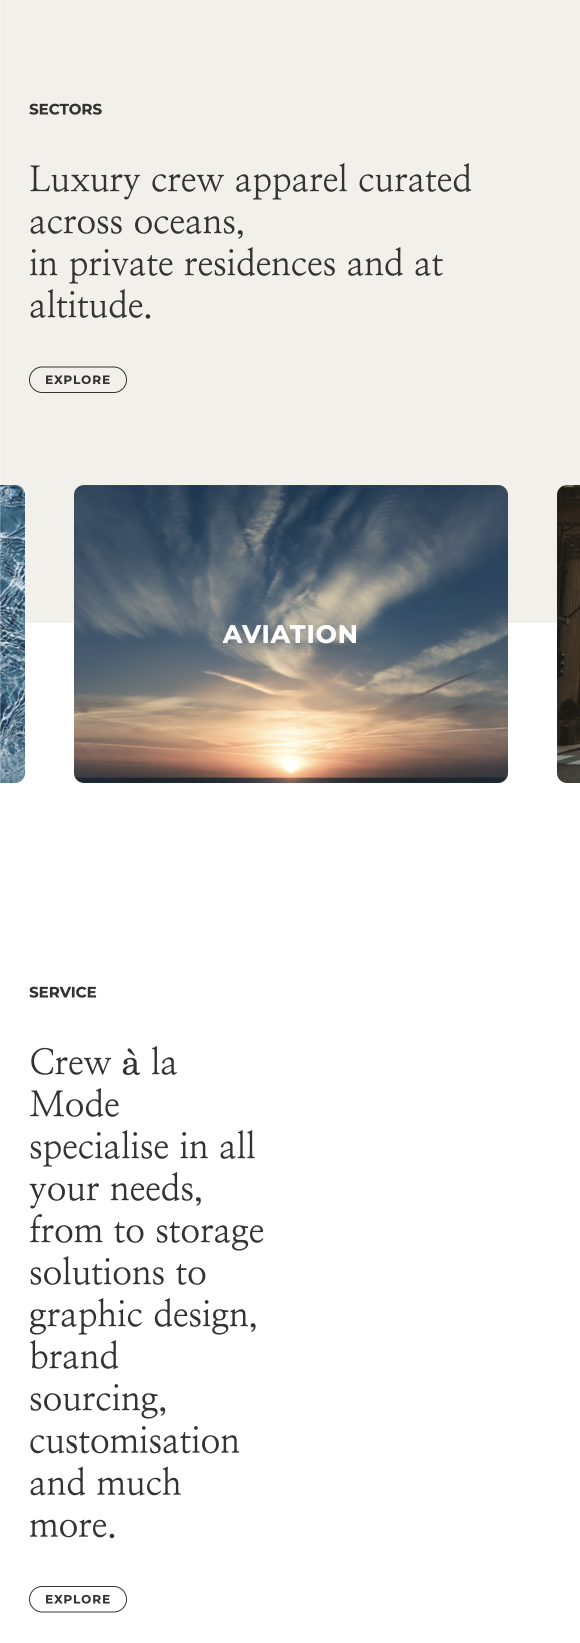 SECTORS
Luxury crew apparel curated
across oceans,
in private residences and at
altitude.
EXPLORE
AVIATION
SERVICE
Crew à la
Mode
specialise in all
your needs,
from to storage
solutions to
graphic design,
brand
sourcing,
customisation
and much
more.
EXPLORE